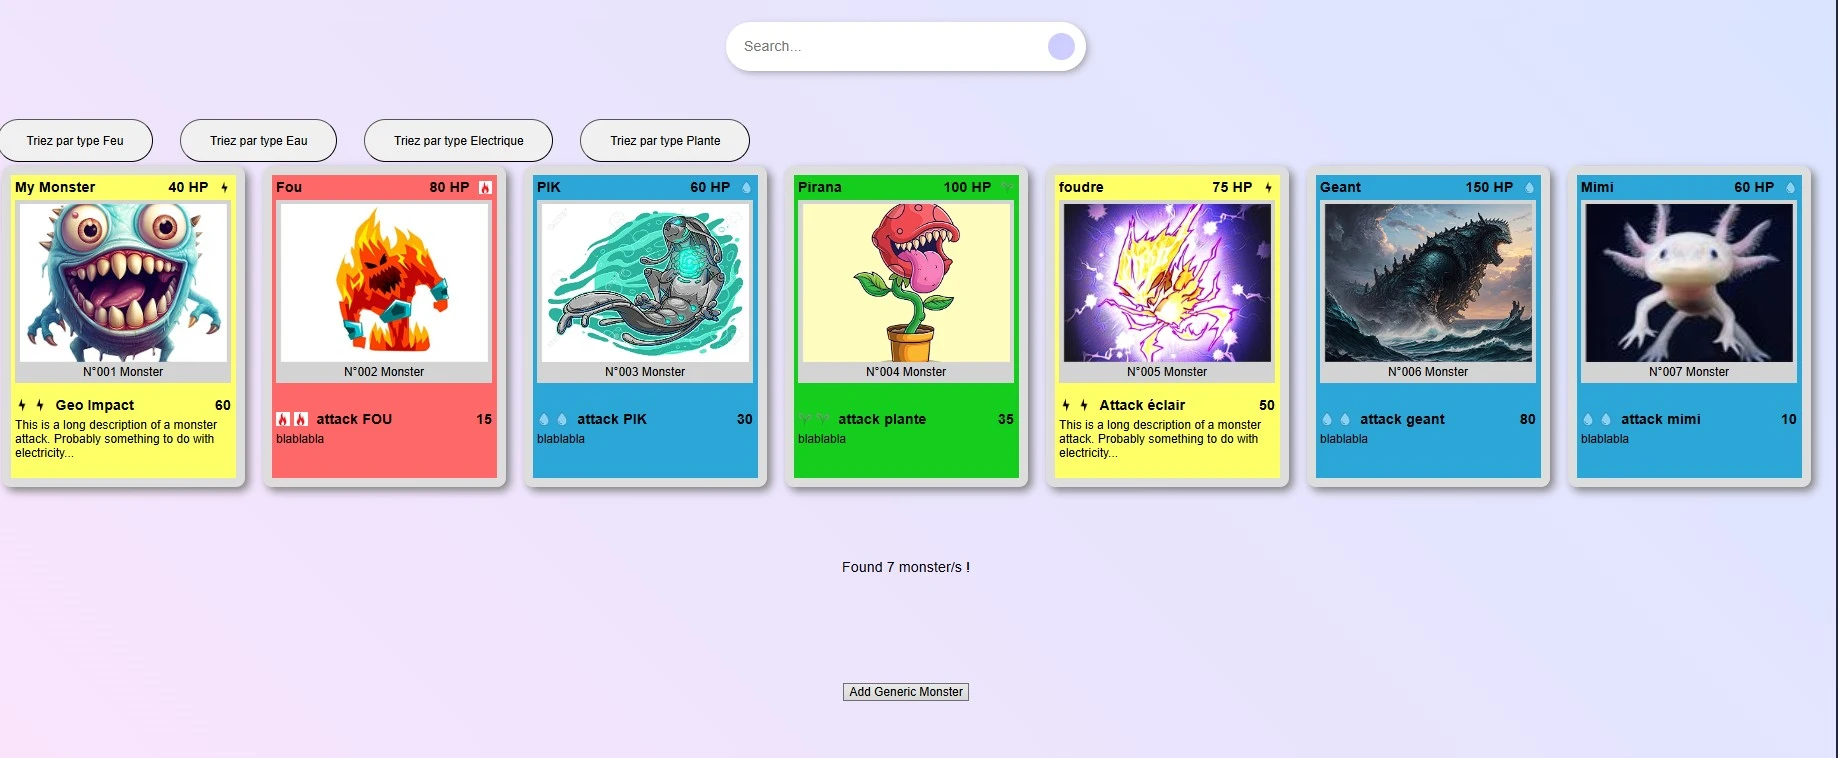 Search...
Triez par type Feu
Triez par type Eau
Triez par type Electrique
Triez par type Plante
My Monster 40 HP
N°001 Monster
Geo Impact 60
This is a long description of a monster
attack. Probably something to do with
electricity...
Fou 80 HP
N°002 Monster
attack FOU 15
blablabla
PIK 60 HP
N°003 Monster
attack PIK 30
blablabla
Pirana 100 HP
N°004 Monster
attack plante 35
blablabla
foudre 75 HP
N°005 Monster
Attack éclair 50
This is a long description of a monster
attack. Probably something to do with
electricity...
Geant 150 HP
N°006 Monster
attack geant 80
blablabla
Mimi 60 HP
N°007 Monster
attack mimi 10
blablabla
Found 7 monster/s !
Add Generic Monster